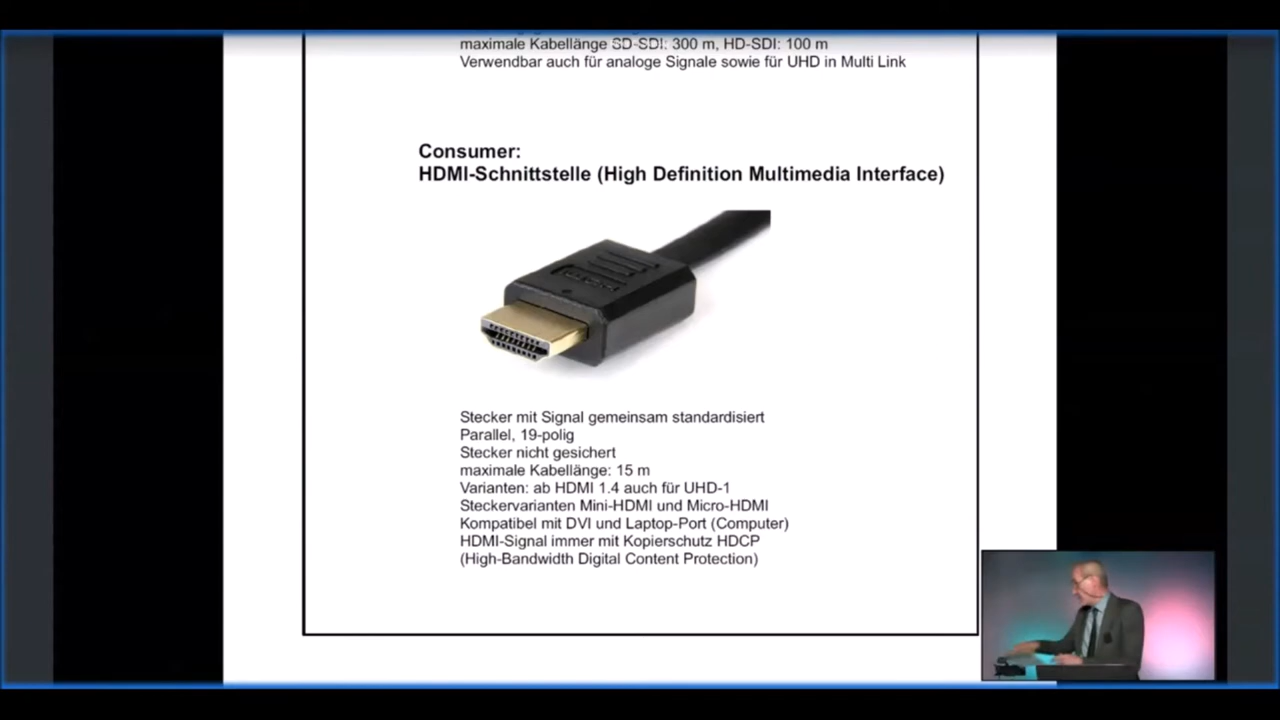 maximale Kabellänge SD-SDI: 300 m, HD-SDI: 100 m
Verwendbar auch für analoge Signale sowie für UHD in Multi Link
Consumer:
HDMI-Schnittstelle (High Definition Multimedia Interface)
Stecker mit Signal gemeinsam standardisiert
Parallel, 19-polig
Stecker nicht gesichert
maximale Kabellänge: 15 m
Varianten: ab HDMI 1.4 auch für UHD-1
Steckervarianten Mini-HDMI und Micro-HDMI
Kompatibel mit DVI und Laptop-Port (Computer)
HDMI-Signal immer mit Kopierschutz HDCP
(High-Bandwidth Digital Content Protection)